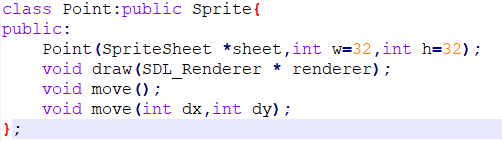 class Point:public Sprite{
public:
    Point(SpriteSheet *sheet,int w=32,int h=32);
    void draw(SDL_Renderer * renderer);
    void move();
    void move(int dx,int dy);
};